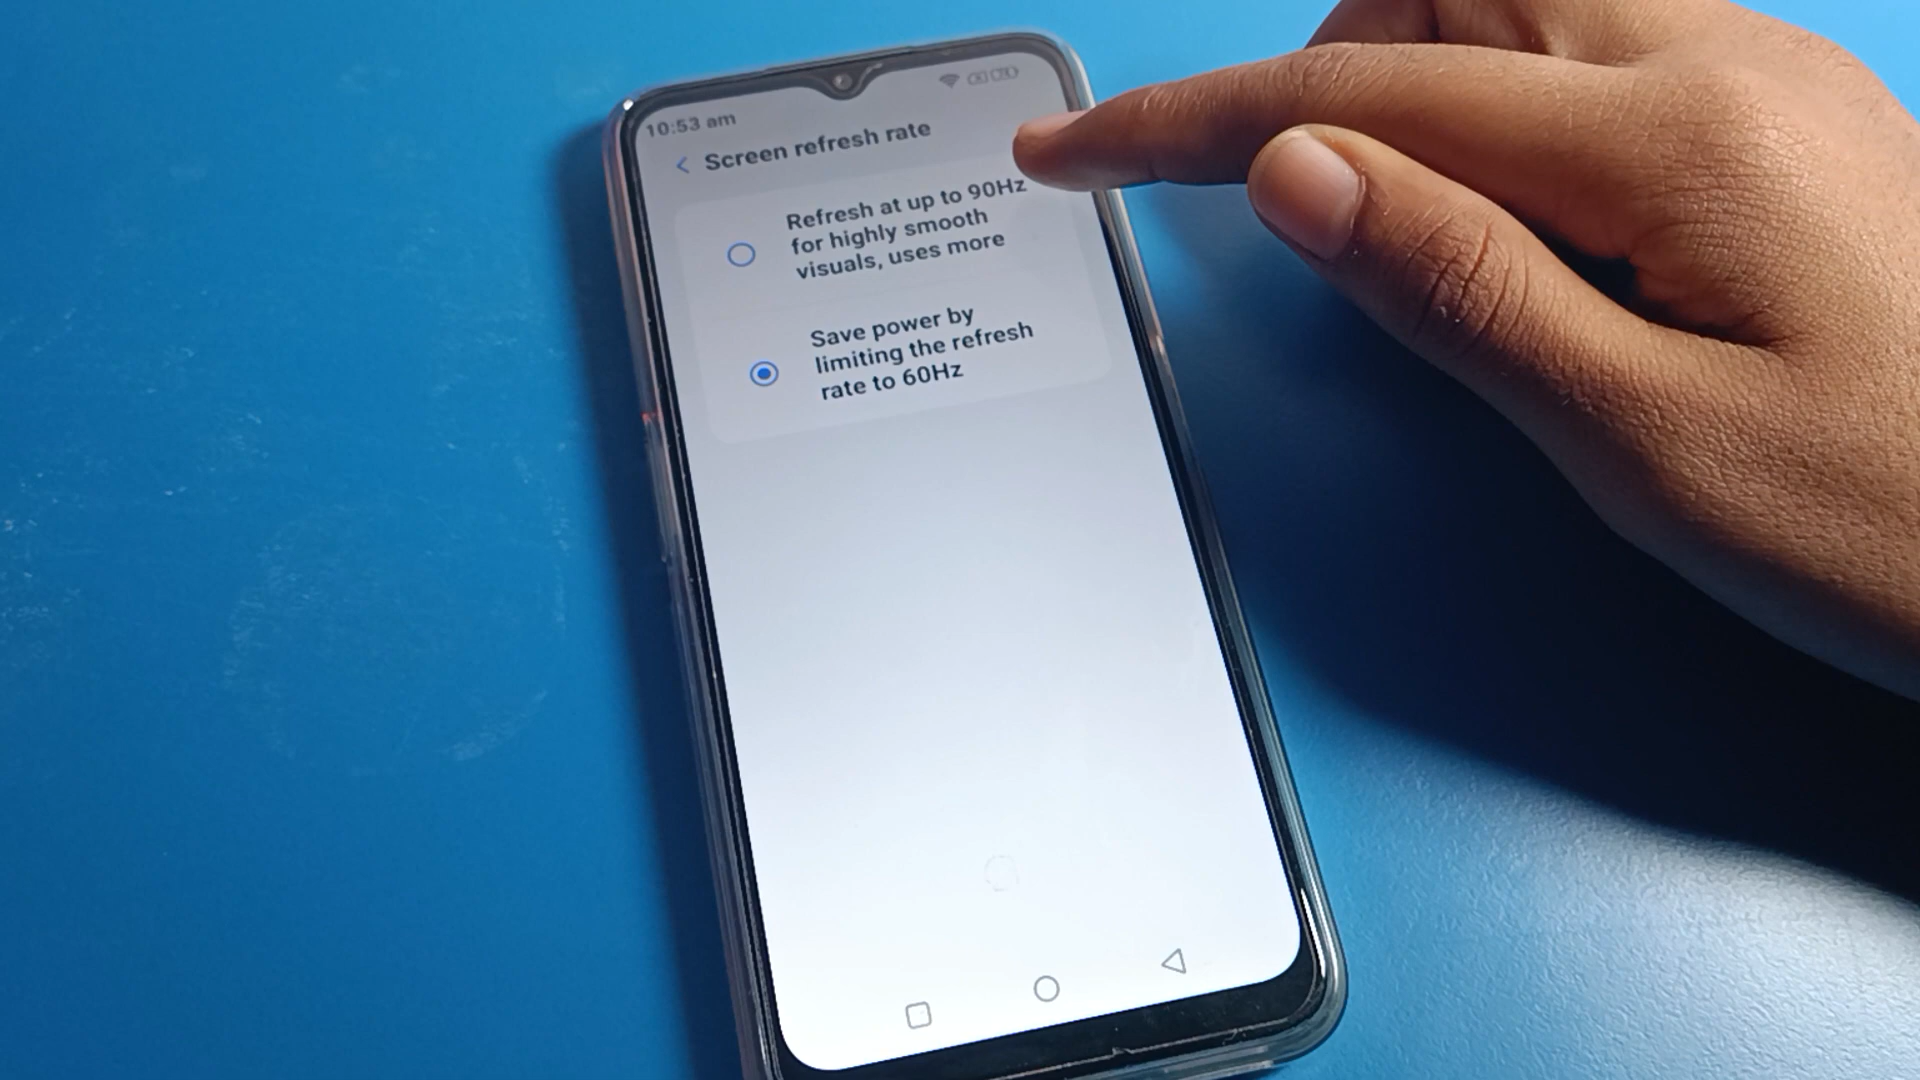 10:53 am
Screen refresh rate
Refresh at up to 90Hz
for highly smooth
visuals, uses more
Save power by
limiting the refresh
rate to 60Hz